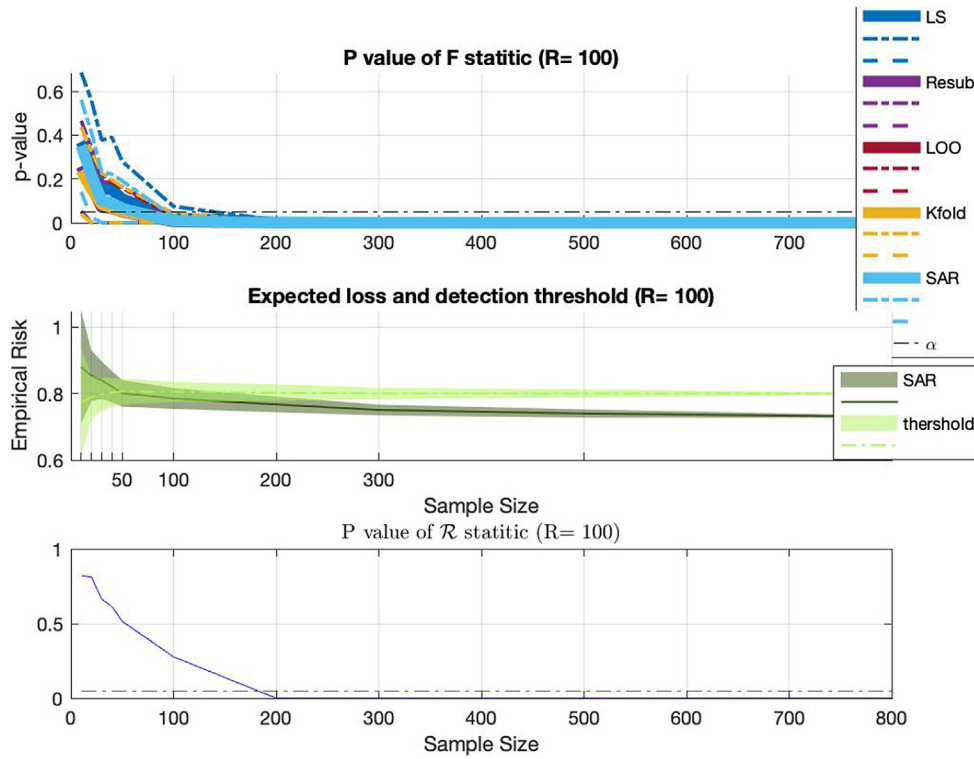 P value of F statitic (R= 100)
p-value
0.6
0.4
0.2
0
0
100
200
300
400
500
600
700
LS
Resub
LOO
Kfold
SAR
α
Expected loss and detection threshold (R= 100)
Empirical Risk
1
0.8
0.6
50
100
200
300
Sample Size
SAR
thershold
P value of ℛ statitic (R= 100)
1
0.5
0
0
100
200
300
400
500
600
700
800
Sample Size